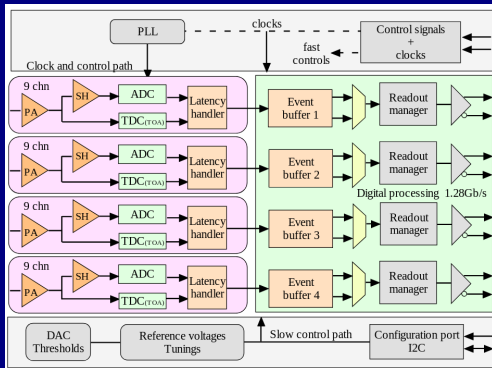 PLL
clocks
Control signals
+
clocks
fast
controls
Clock and control path
9 chn
PA
SH
ADC
TDC(TOA)
Latency
handler
Event
buffer 1
Readout
manager
9 chn
PA
SH
ADC
TDC(TOA)
Latency
handler
Event
buffer 2
Readout
manager
Digital processing 1.28Gb/s
9 chn
PA
SH
ADC
TDC(TOA)
Latency
handler
Event
buffer 3
Readout
manager
9 chn
PA
SH
ADC
TDC(TOA)
Latency
handler
Event
buffer 4
Readout
manager
DAC
Thresholds
Reference voltages
Tunings
Slow control path
Configuration port
I2C